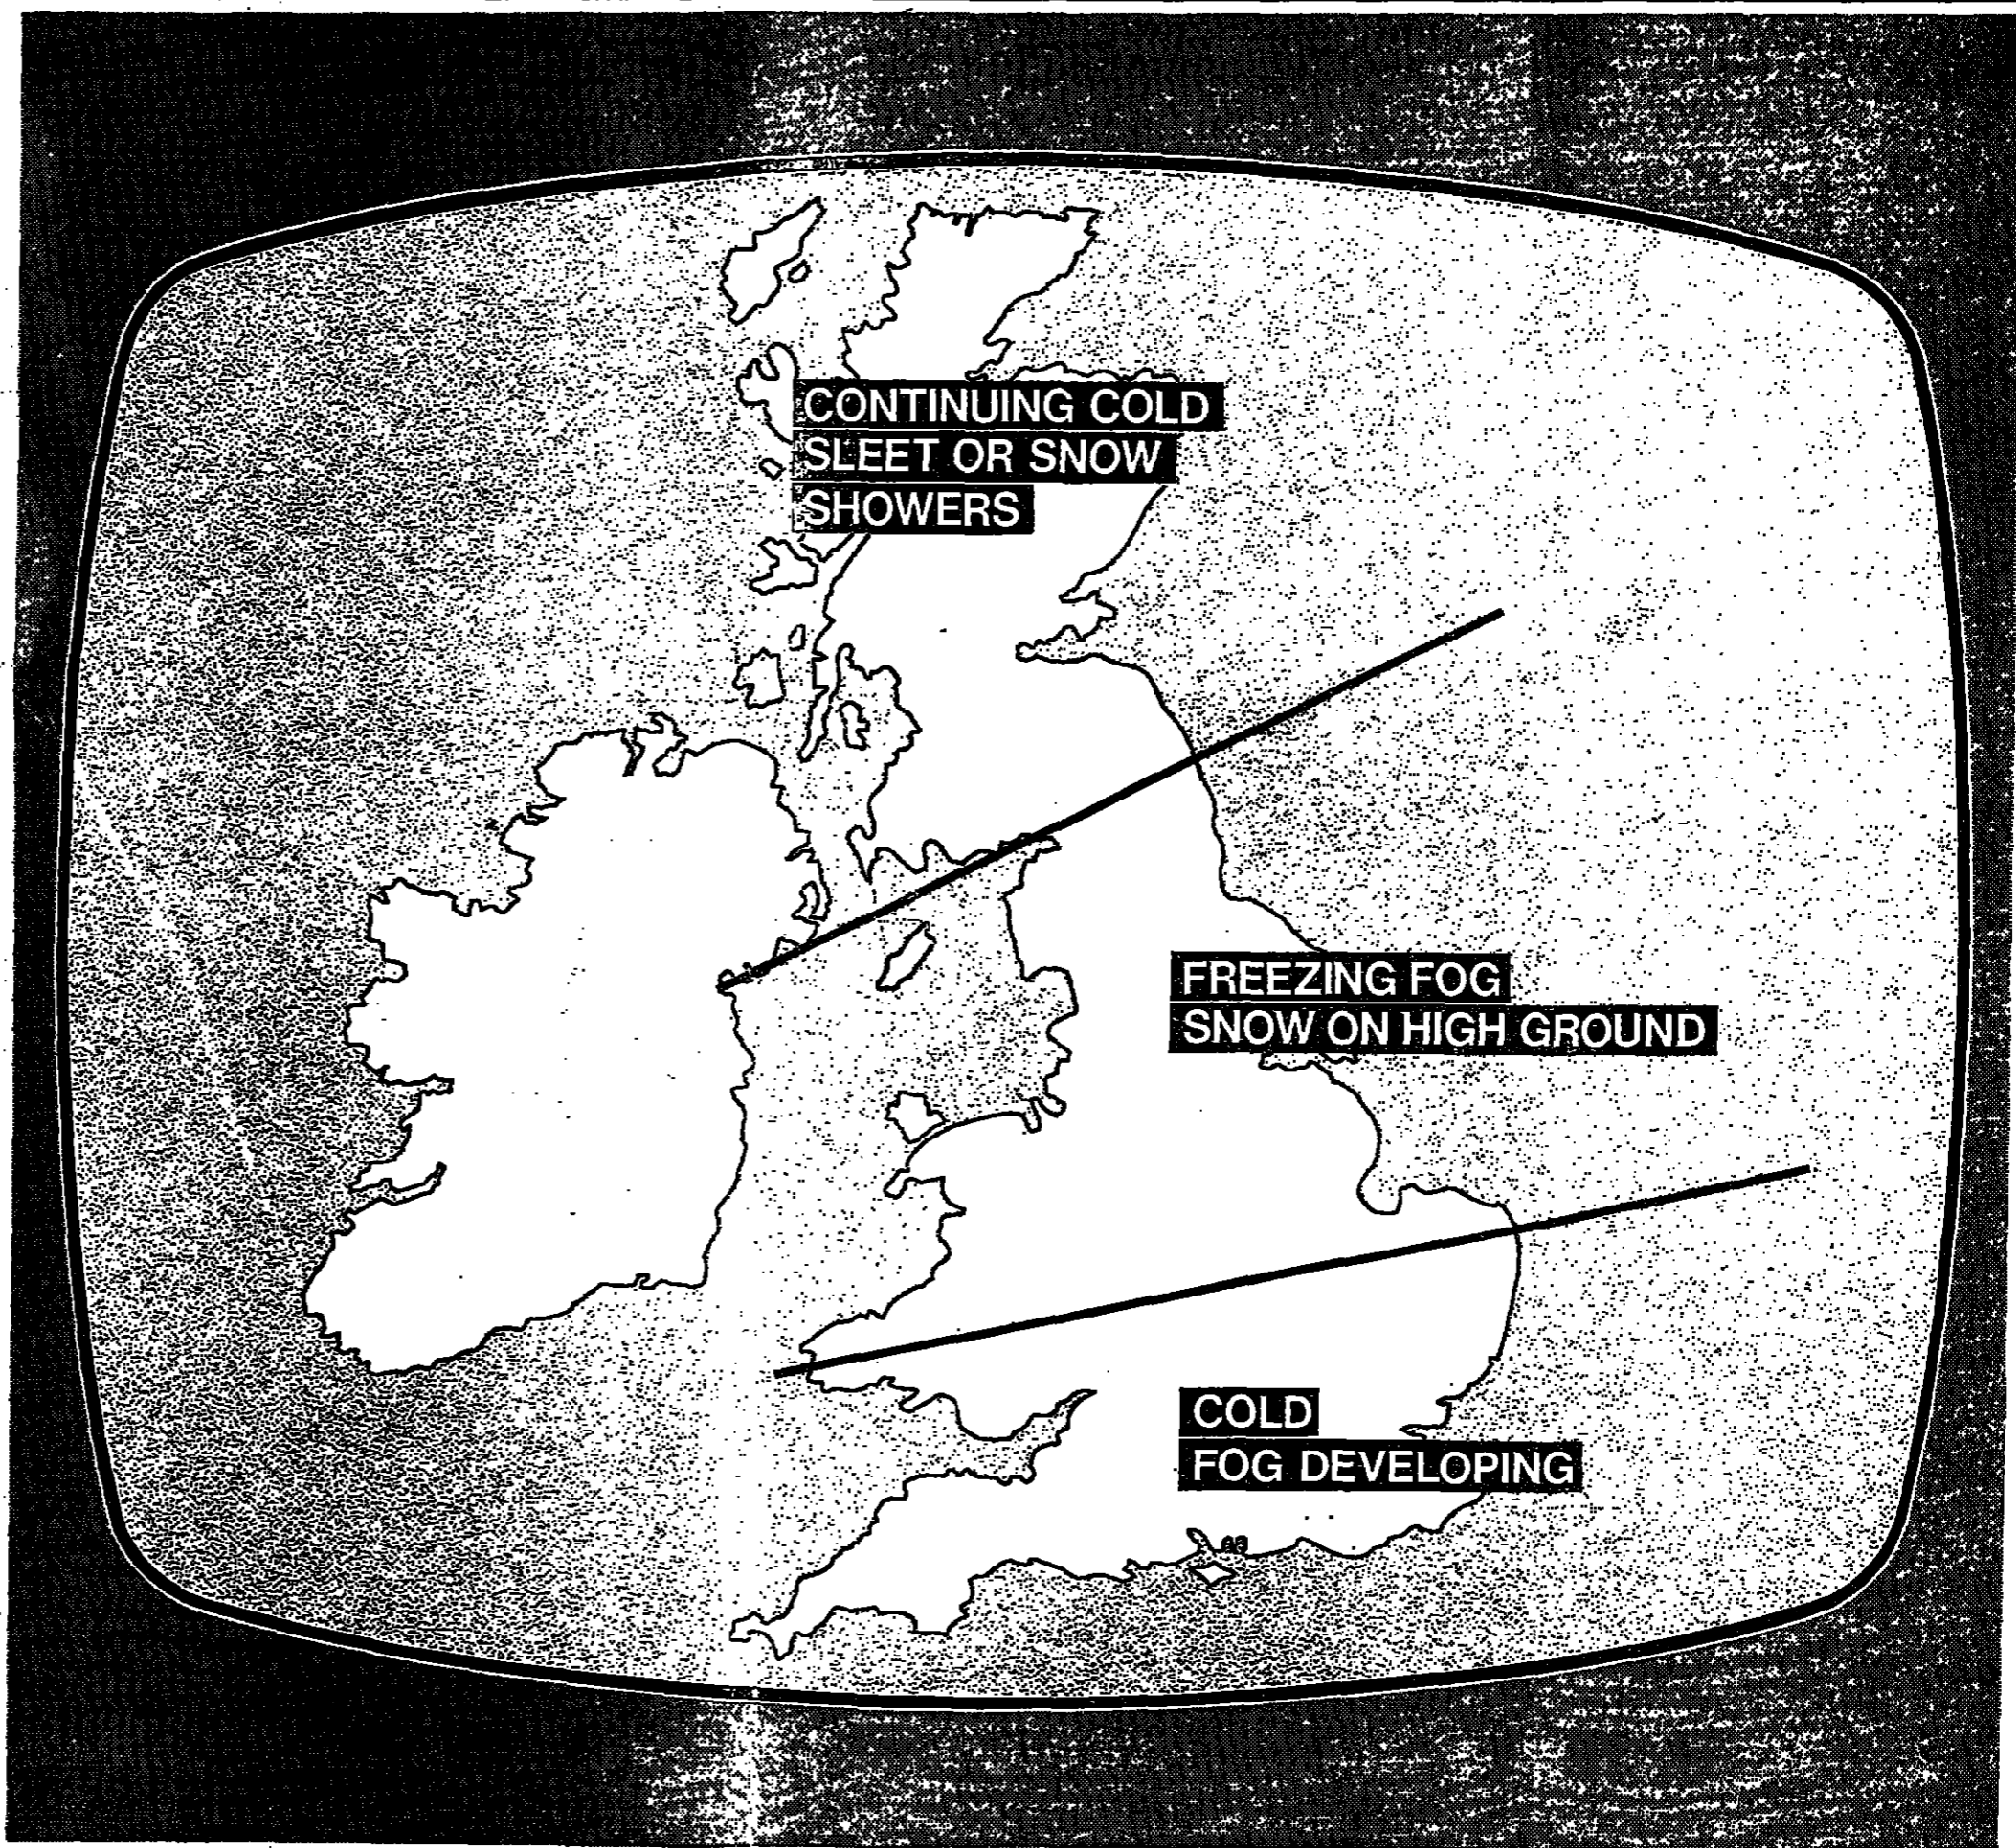 CONTINUING COLD
SLEET OR SNOW
SHOWERS
FREEZING FOG
SNOW ON HIGH GROUND
COLD
FOG DEVELOPING